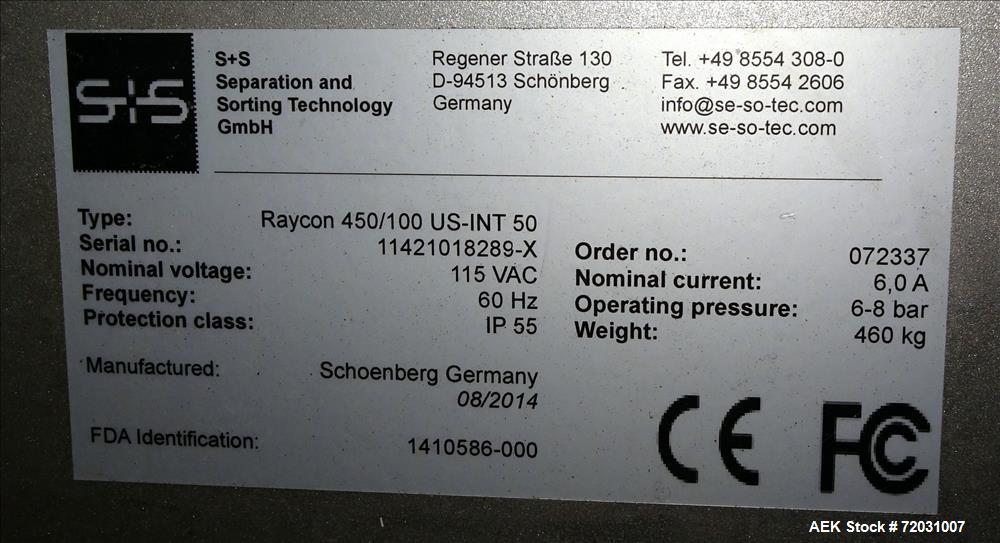 S+S
S+S
Separation and
Sorting Technology
GmbH
Regener Straße 130
D-94513 Schönberg
Germany
Tel. +49 8554 308-0
Fax. +49 8554 2606
info@se-so-tec.com
www.se-so-tec.com
Type: Raycon 450/100 US-INT 50
Serial no.: 11421018289-X
Nominal voltage: 115 VAC
Frequency: 60 Hz
Protection class: IP 55
Order no.: 072337
Nominal current: 6,0 A
Operating pressure: 6-8 bar
Weight: 460 kg
Manufactured: Schoenberg Germany
08/2014
FDA Identification: 1410586-000
CE FC
AEK Stock # 72031007